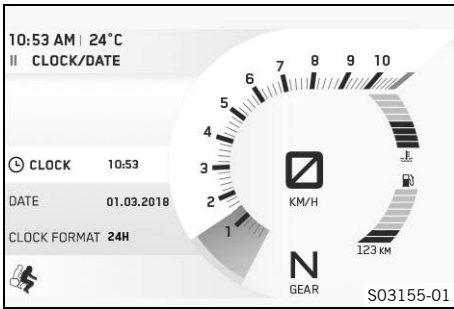 10:53 AM | 24°C
CLOCK/DATE
CLOCK 10:53
DATE 01.03.2018
CLOCK FORMAT 24H
1
2
3
4
5
6
7
8
9
10
0
KM/H
N
GEAR
123 KM
S03155-01